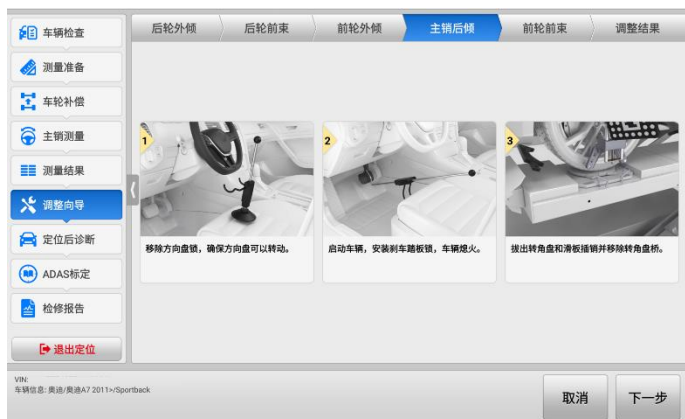 后轮外倾
后轮前束
前轮外倾
主销后倾
前轮前束
调整结果
车辆检查
测量准备
车轮补偿
主销测量
测量结果
调整向导
定位后诊断
ADAS标定
检修报告
退出定位
1
移除方向盘锁，确保方向盘可以转动。
2
启动车辆，安装刹车踏板锁，车辆熄火。
3
拔出转角盘和滑板插销并移除转角盘桥。
VIN:
车辆信息: 奥迪/奥迪A7 2011>/Sportback
取消
下一步